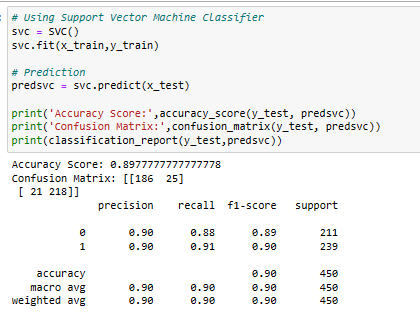 # Using Support Vector Machine Classifier
svc = SVC()
svc.fit(x_train,y_train)
# Prediction
predsvc = svc.predict(x_test)
print('Accuracy Score:',accuracy_score(y_test, predsvc))
print('Confusion Matrix:',confusion_matrix(y_test, predsvc))
print(classification_report(y_test,predsvc))
Accuracy Score: 0.8977777777777778
Confusion Matrix: [[186  25]
 [ 21 218]]
              precision    recall  f1-score   support
           0       0.90      0.88      0.89       211
           1       0.90      0.91      0.90       239
    accuracy                           0.90       450
   macro avg       0.90      0.90      0.90       450
weighted avg       0.90      0.90      0.90       450